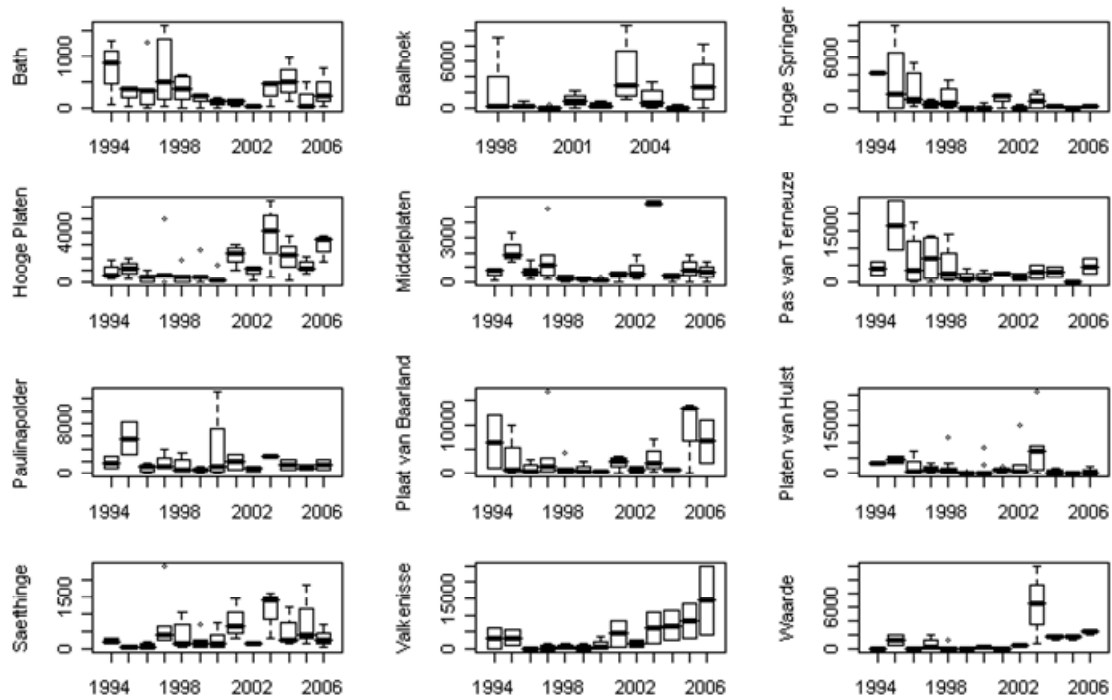 Bath
0 1000
1994 1998 2002 2006
Baalhoek
0 6000
1998 2001 2004
Hoge Springer
0 6000
1994 1998 2002 2006
Hooge Platen
0 4000
1994 1998 2002 2006
Middelplaten
0 3000
1994 1998 2002 2006
Pas van Terneuze
0 15000
1994 1998 2002 2006
Paulinapolder
0 8000
1994 1998 2002 2006
Plaat van Baarland
0 10000
1994 1998 2002 2006
Platen van Hulst
0 15000
1994 1998 2002 2006
Saefthinge
0 1500
1994 1998 2002 2006
Valkenisse
0 15000
1994 1998 2002 2006
Waarde
0 6000
1994 1998 2002 2006